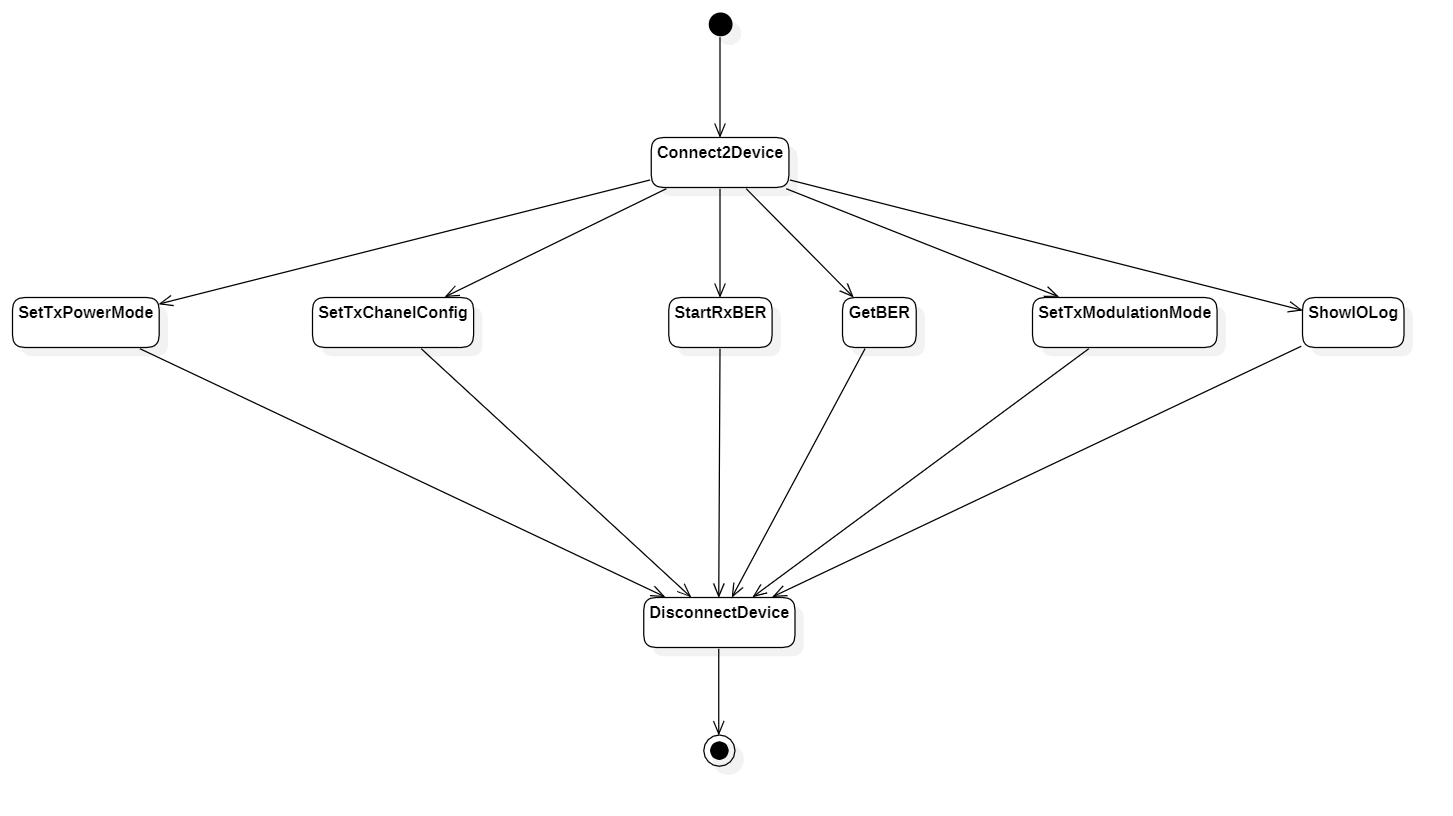 Connect2Device
SetTxPowerMode
SetTxChanelConfig
StartRxBER
GetBER
SetTxModulationMode
ShowIOLog
DisconnectDevice